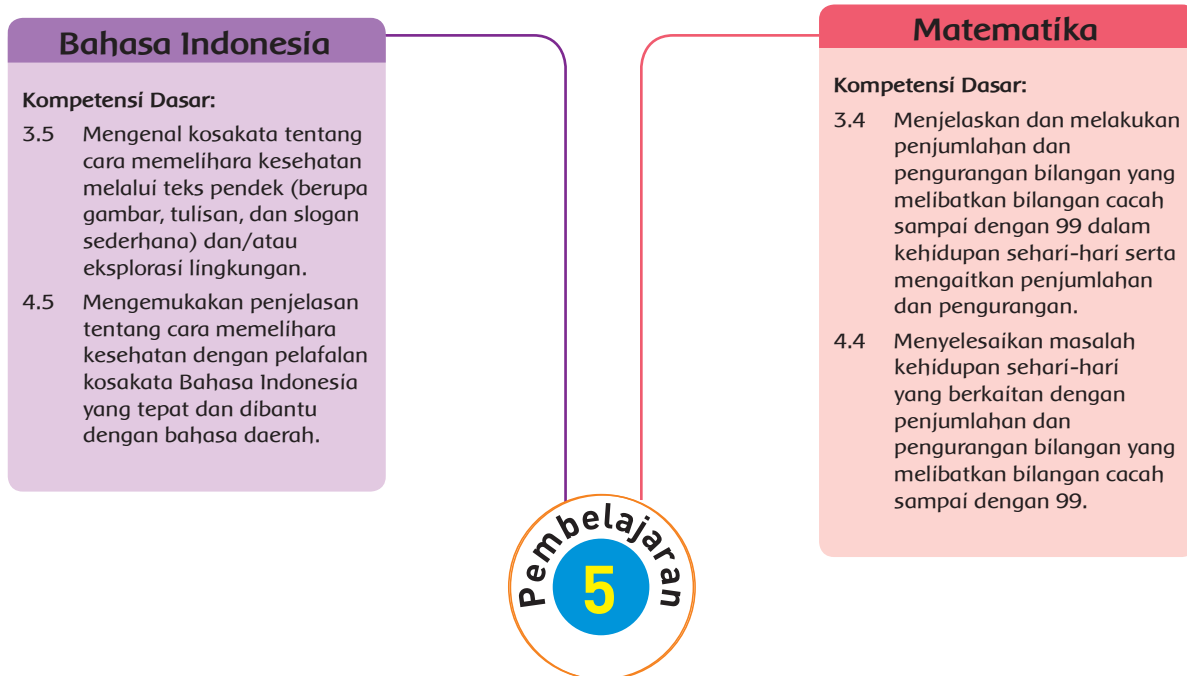 Bahasa Indonesia
Kompetensi Dasar:
3.5 Mengenal kosakata tentang
cara memelihara kesehatan
melalui teks pendek (berupa
gambar, tulisan, dan slogan
sederhana) dan/atau
eksplorasi lingkungan.
4.5 Mengemukakan penjelasan
tentang cara memelihara
kesehatan dengan pelafalan
kosakata Bahasa Indonesia
yang tepat dan dibantu
dengan bahasa daerah.
Matematika
Kompetensi Dasar:
3.4 Menjelaskan dan melakukan
penjumlahan dan
pengurangan bilangan yang
melibatkan bilangan cacah
sampai dengan 99 dalam
kehidupan sehari-hari serta
mengaitkan penjumlahan
dan pengurangan.
4.4 Menyelesaikan masalah
kehidupan sehari-hari
yang berkaitan dengan
penjumlahan dan
pengurangan bilangan yang
melibatkan bilangan cacah
sampai dengan 99.
Pembelajaran
5